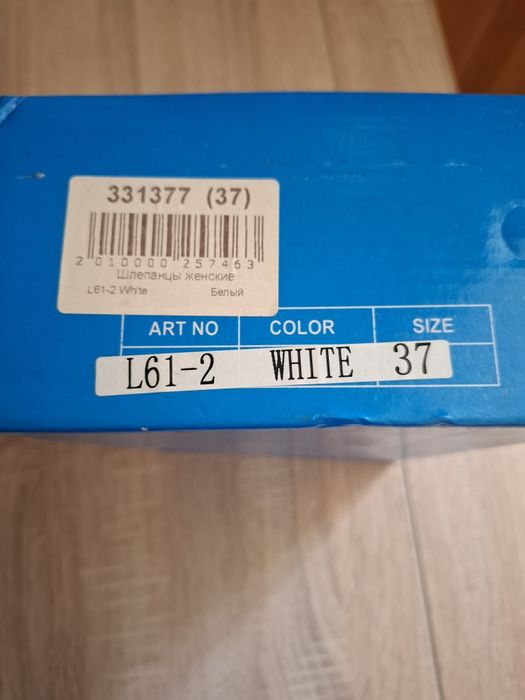 331377 (37)
2 010000 257463
Шлепанцы женские
L61-2 White Белый
ART NO COLOR SIZE
L61-2 WHITE 37